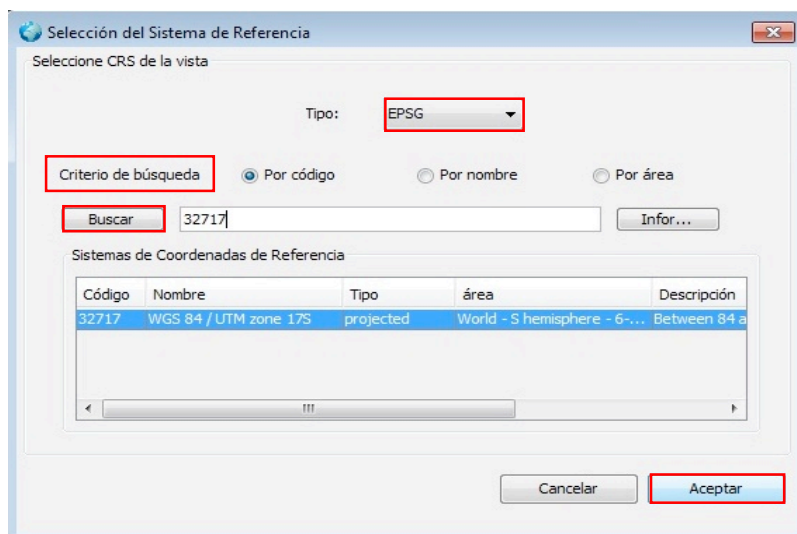 Selección del Sistema de Referencia
Seleccione CRS de la vista
Tipo: EPSG
Criterio de búsqueda Por código Por nombre Por área
Buscar 32717 Infor...
Sistemas de Coordenadas de Referencia
Código Nombre Tipo área Descripción
32717 WGS 84 / UTM zone 17S projected World - S hemisphere - 6-... Between 84 a
Cancelar Aceptar